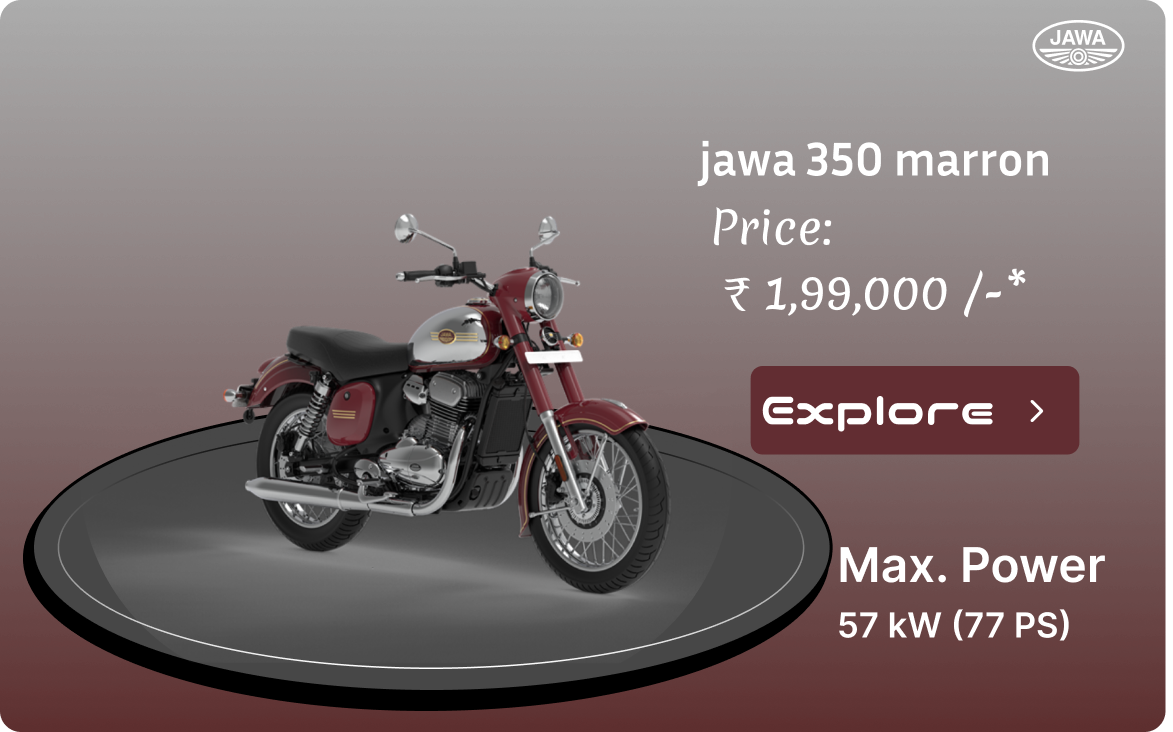 JAWA
jawa 350 marron
Price:
₹ 1,99,000 /-*
Explore >
Max. Power
57 kW (77 PS)